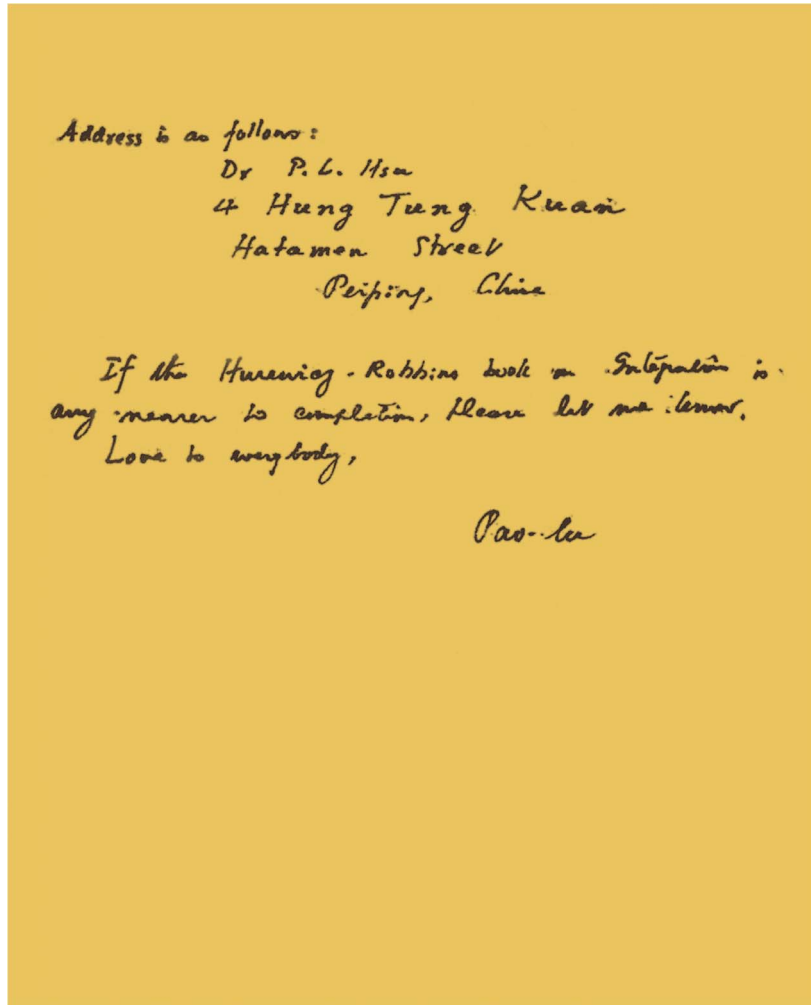 Address is as follows:
Dr P. L. Hsu
4 Hung Tung Kuan
Hatamen Street
Peiping, China
If the Hurewicz-Robbins book on Integration is
any nearer to completion, please let me know.
Love to everybody,
Pao-lu